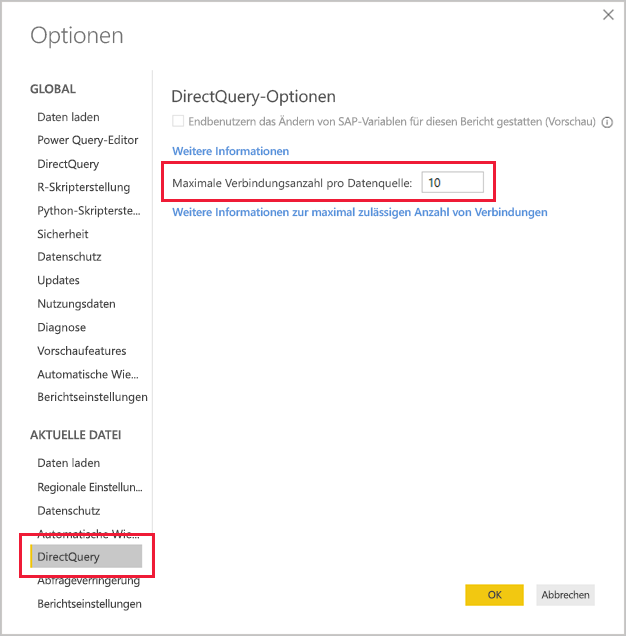 Optionen
GLOBAL
Daten laden
Power Query-Editor
DirectQuery
R-Skripterstellung
Python-Skripterste...
Sicherheit
Datenschutz
Updates
Nutzungsdaten
Diagnose
Vorschaufeatures
Automatische Wie...
Berichtseinstellungen
AKTUELLE DATEI
Daten laden
Regionale Einstellun...
Datenschutz
Automatische Wie...
DirectQuery
Abfrageverringerung
Berichtseinstellungen
DirectQuery-Optionen
Endbenutzern das Ändern von SAP-Variablen für diesen Bericht gestatten (Vorschau)
Weitere Informationen
Maximale Verbindungsanzahl pro Datenquelle: 10
Weitere Informationen zur maximal zulässigen Anzahl von Verbindungen
OK Abbrechen